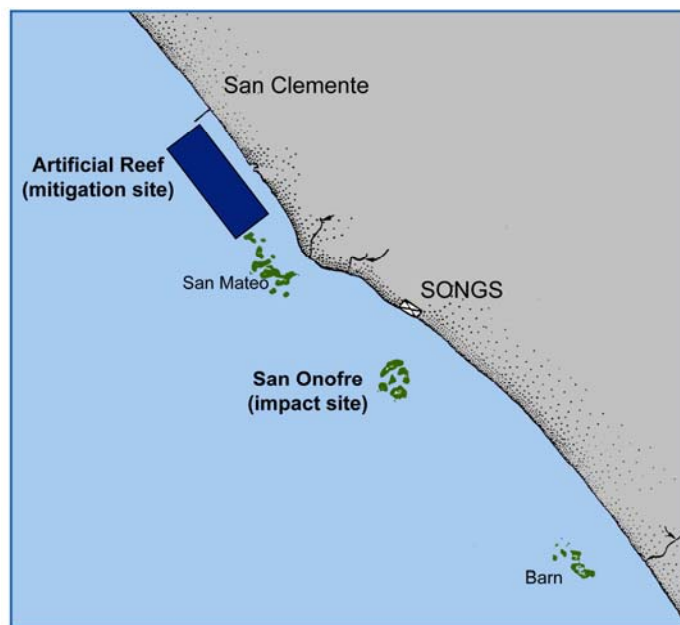 San Clemente
Artificial Reef
(mitigation site)
San Mateo
SONGS
San Onofre
(impact site)
Barn